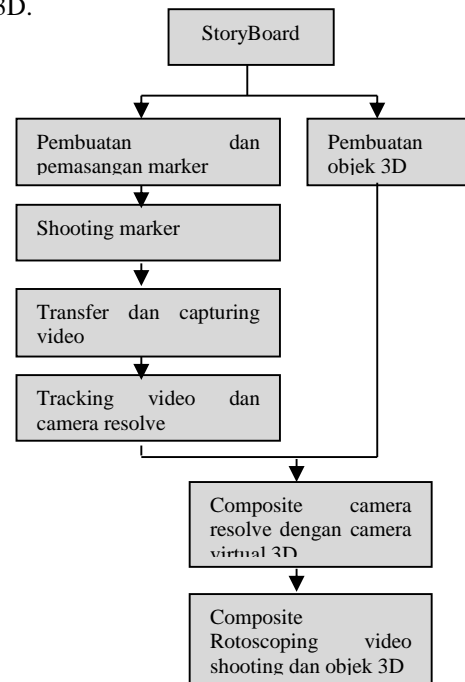 3D.
StoryBoard
Pembuatan dan
pemasangan marker
Pembuatan
objek 3D
Shooting marker
Transfer dan capturing
video
Tracking video dan
camera resolve
Composite camera
resolve dengan camera
virtual 3D
Composite
Rotoscoping video
shooting dan objek 3D